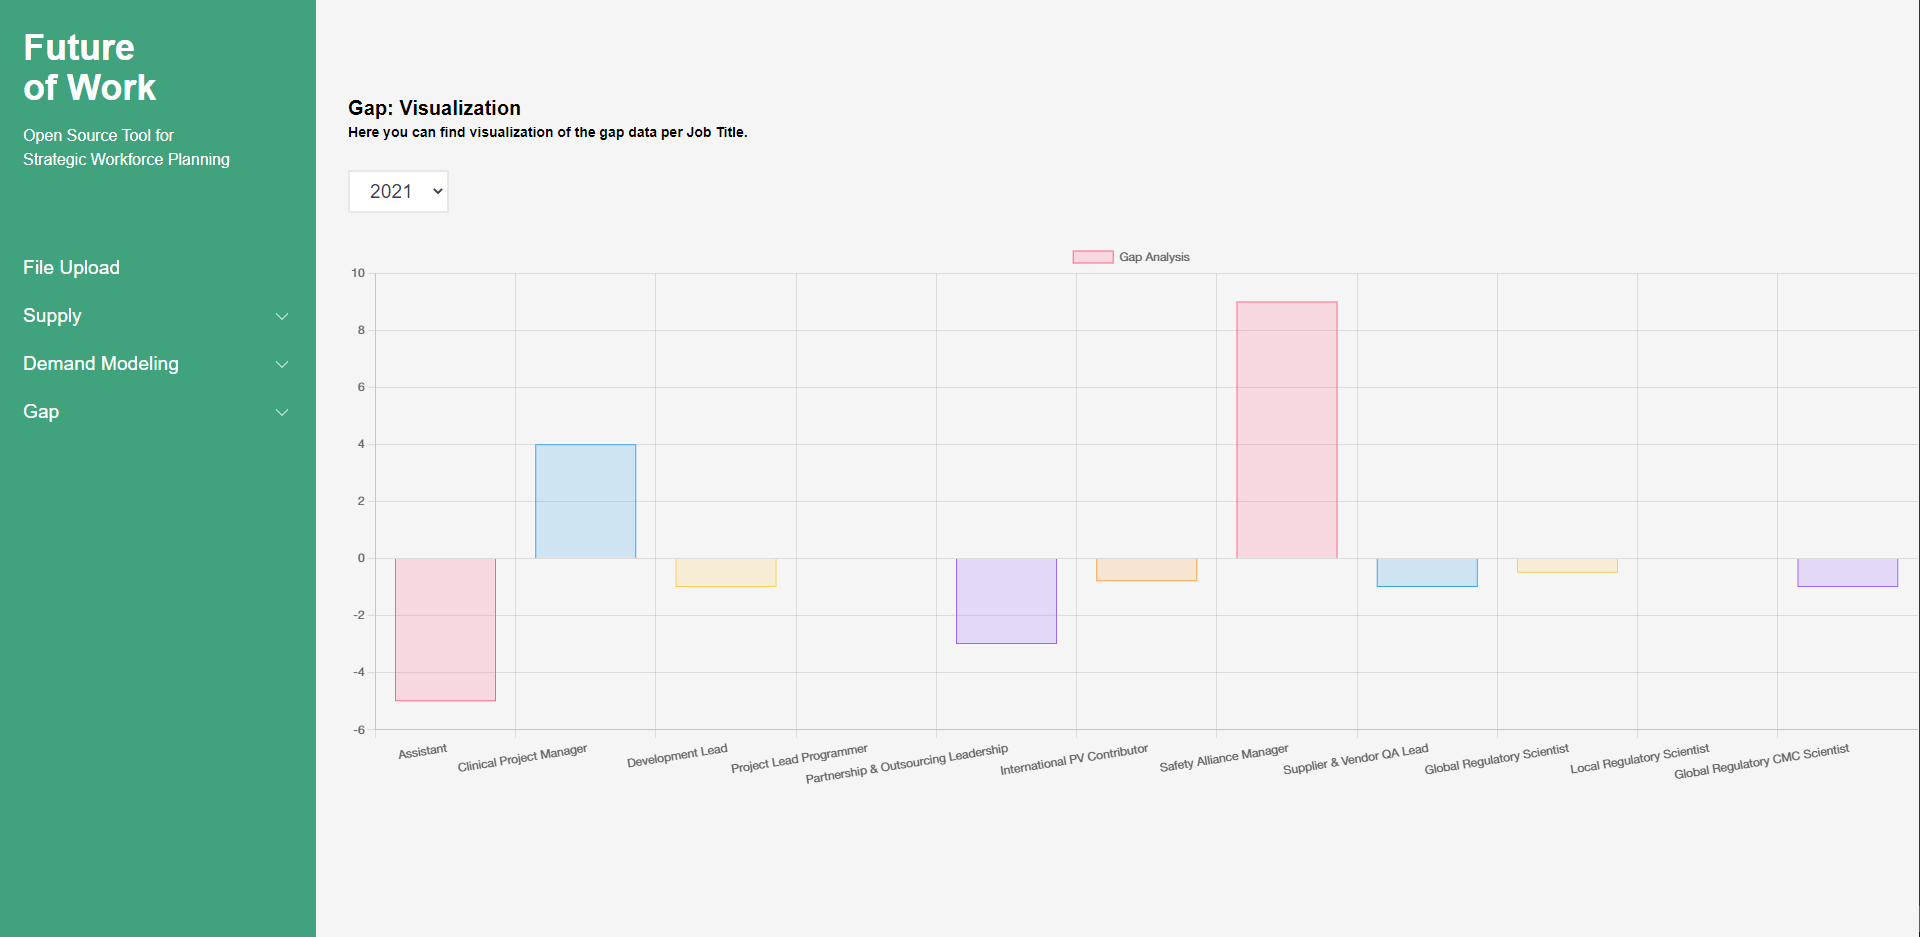 Future
of Work
Open Source Tool for
Strategic Workforce Planning
File Upload
Supply
Demand Modeling
Gap
Gap: Visualization
Here you can find visualization of the gap data per Job Title.
2021
Gap Analysis
10
8
6
4
2
0
-2
-4
-6
Assistant
Clinical Project Manager
Development Lead
Project Lead Programmer
Partnership & Outsourcing Leadership
International PV Contributor
Safety Alliance Manager
Supplier & Vendor QA Lead
Global Regulatory Scientist
Local Regulatory Scientist
Global Regulatory CMC Scientist